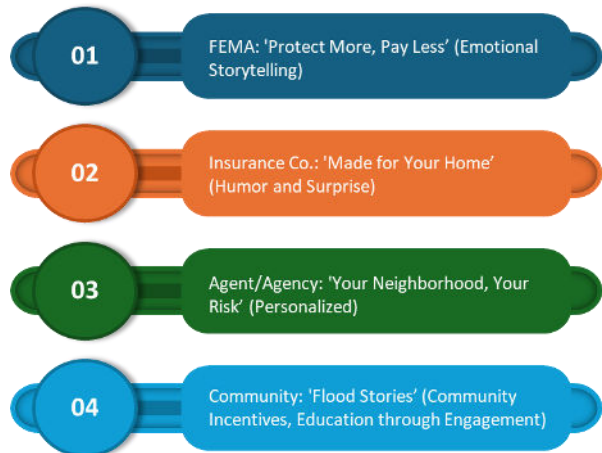 01
FEMA: 'Protect More, Pay Less’ (Emotional
Storytelling)
02
Insurance Co.: 'Made for Your Home’
(Humor and Surprise)
03
Agent/Agency: 'Your Neighborhood, Your
Risk’ (Personalized)
04
Community: 'Flood Stories’ (Community
Incentives, Education through Engagement)